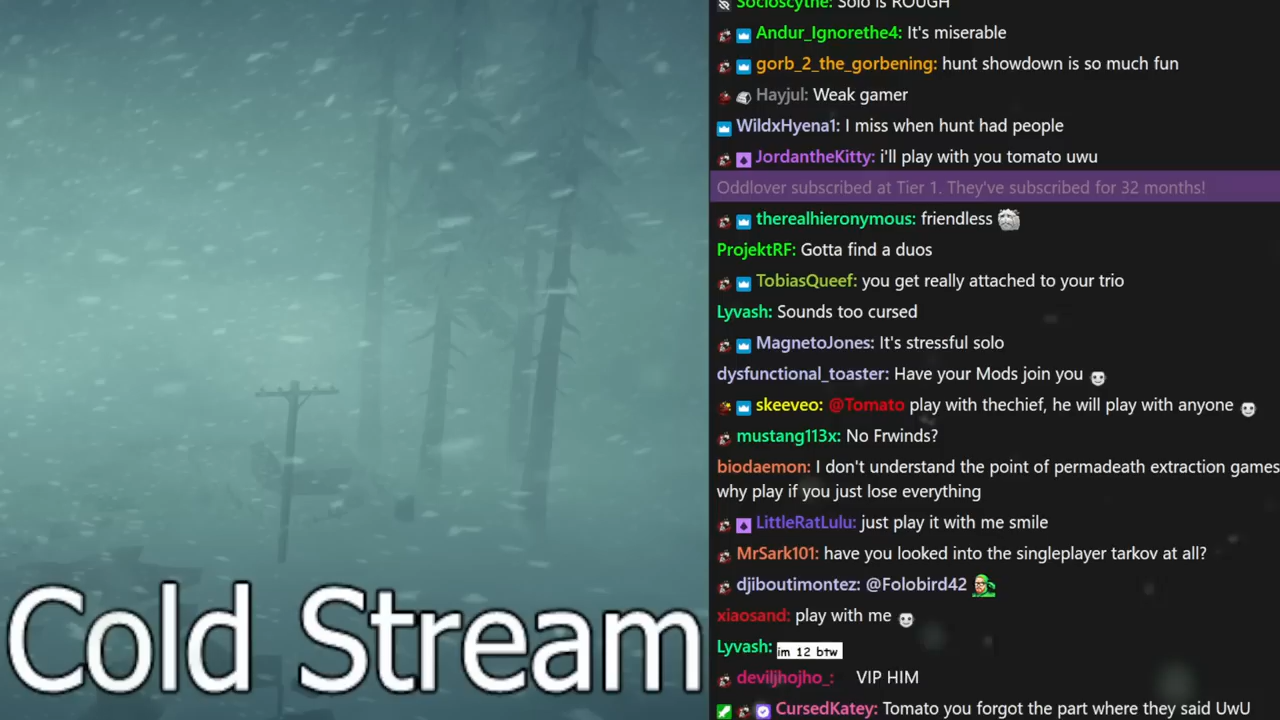 Socioscythe: Solo is ROUGH
Andur_Ignorethe4: It's miserable
gorb_2_the_gorbening: hunt showdown is so much fun
Hayjul: Weak gamer
WildxHyena1: I miss when hunt had people
JordantheKitty: i'll play with you tomato uwu
Oddlover subscribed at Tier 1. They've subscribed for 32 months!
therealhieronymous: friendless
ProjektRF: Gotta find a duos
TobiasQueef: you get really attached to your trio
Lyvash: Sounds too cursed
MagnetoJones: It's stressful solo
dysfunctional_toaster: Have your Mods join you
skeeveo: @Tomato play with thechief, he will play with anyone
mustang113x: No Frwinds?
biodaemon: I don't understand the point of permadeath extraction games
why play if you just lose everything
LittleRatLulu: just play it with me smile
MrSark101: have you looked into the singleplayer tarkov at all?
djiboutimontez: @Folobird42
xiaosand: play with me
Lyvash: im 12 btw
deviljhojho_: VIP HIM
CursedKatey: Tomato you forgot the part where they said UwU
Cold Stream